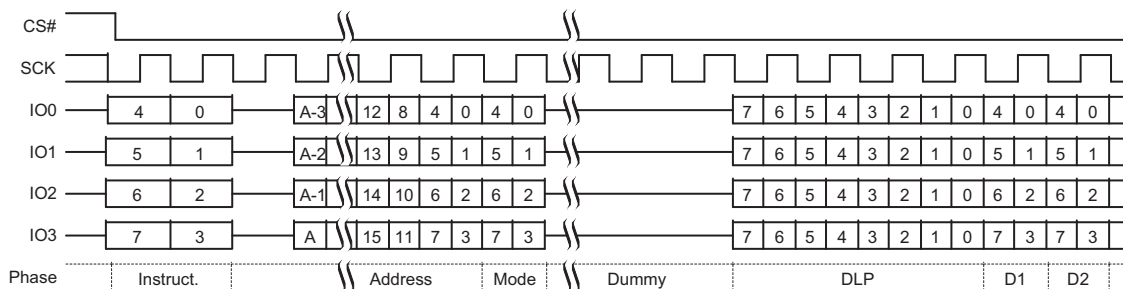 CS#
SCK
IO0 4 0 A-3 12 8 4 0 4 0 7 6 5 4 3 2 1 0 4 0 4 0
IO1 5 1 A-2 13 9 5 1 5 1 7 6 5 4 3 2 1 0 5 1 5 1
IO2 6 2 A-1 14 10 6 2 6 2 7 6 5 4 3 2 1 0 6 2 6 2
IO3 7 3 A 15 11 7 3 7 3 7 6 5 4 3 2 1 0 7 3 7 3
Phase Instruct. Address Mode Dummy DLP D1 D2